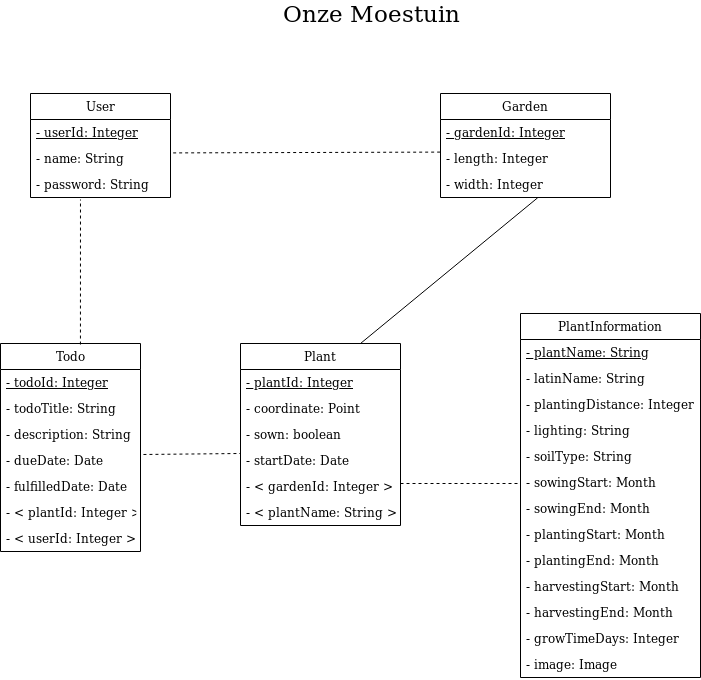 Onze Moestuin
User
- userId: Integer
- name: String
- password: String
Garden
- gardenId: Integer
- length: Integer
- width: Integer
Todo
- todoId: Integer
- todoTitle: String
- description: String
- dueDate: Date
- fulfilledDate: Date
- < plantId: Integer >
- < userId: Integer >
Plant
- plantId: Integer
- coordinate: Point
- sown: boolean
- startDate: Date
- < gardenId: Integer >
- < plantName: String >
PlantInformation
- plantName: String
- latinName: String
- plantingDistance: Integer
- lighting: String
- soilType: String
- sowingStart: Month
- sowingEnd: Month
- plantingStart: Month
- plantingEnd: Month
- harvestingStart: Month
- harvestingEnd: Month
- growTimeDays: Integer
- image: Image